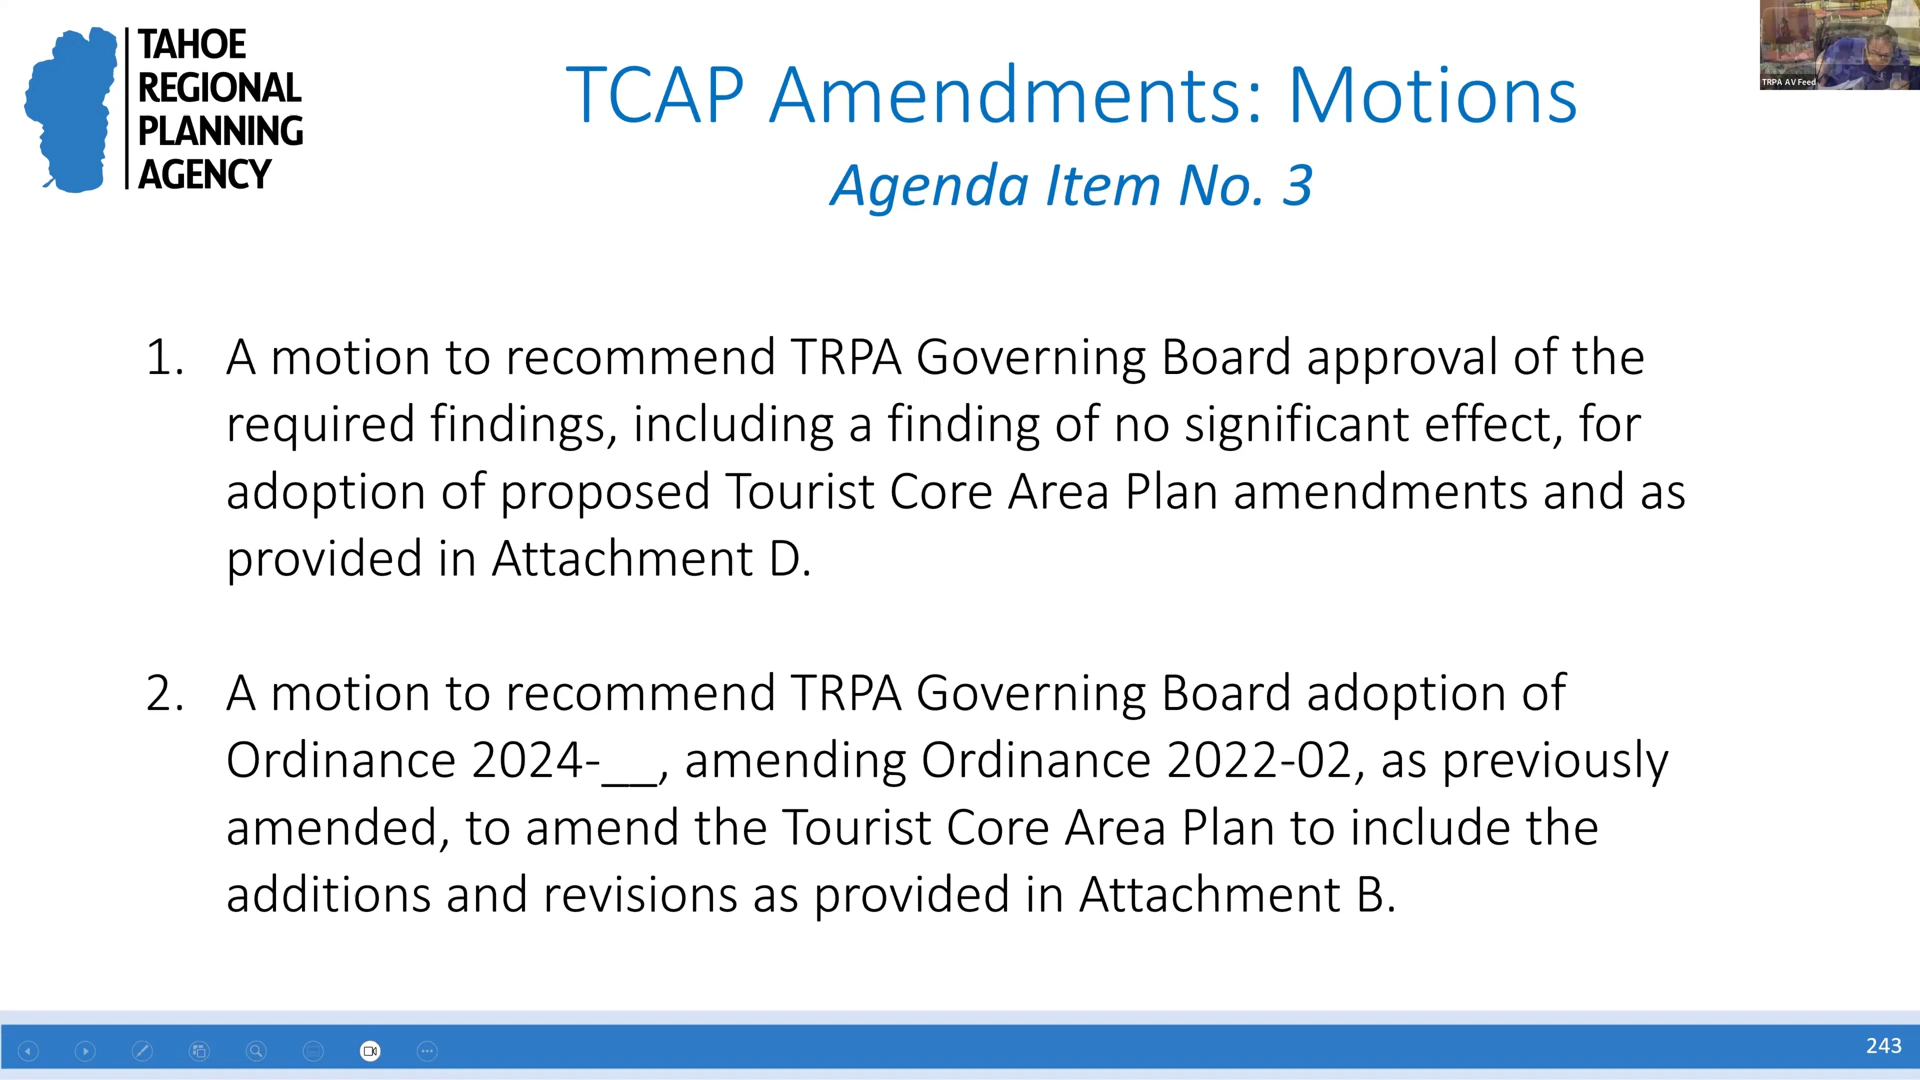 TAHOE
REGIONAL
PLANNING
AGENCY
TCAP Amendments: Motions
Agenda Item No. 3
TRPA AV Feed
1. A motion to recommend TRPA Governing Board approval of the
required findings, including a finding of no significant effect, for
adoption of proposed Tourist Core Area Plan amendments and as
provided in Attachment D.
2. A motion to recommend TRPA Governing Board adoption of
Ordinance 2024-__, amending Ordinance 2022-02, as previously
amended, to amend the Tourist Core Area Plan to include the
additions and revisions as provided in Attachment B.
243